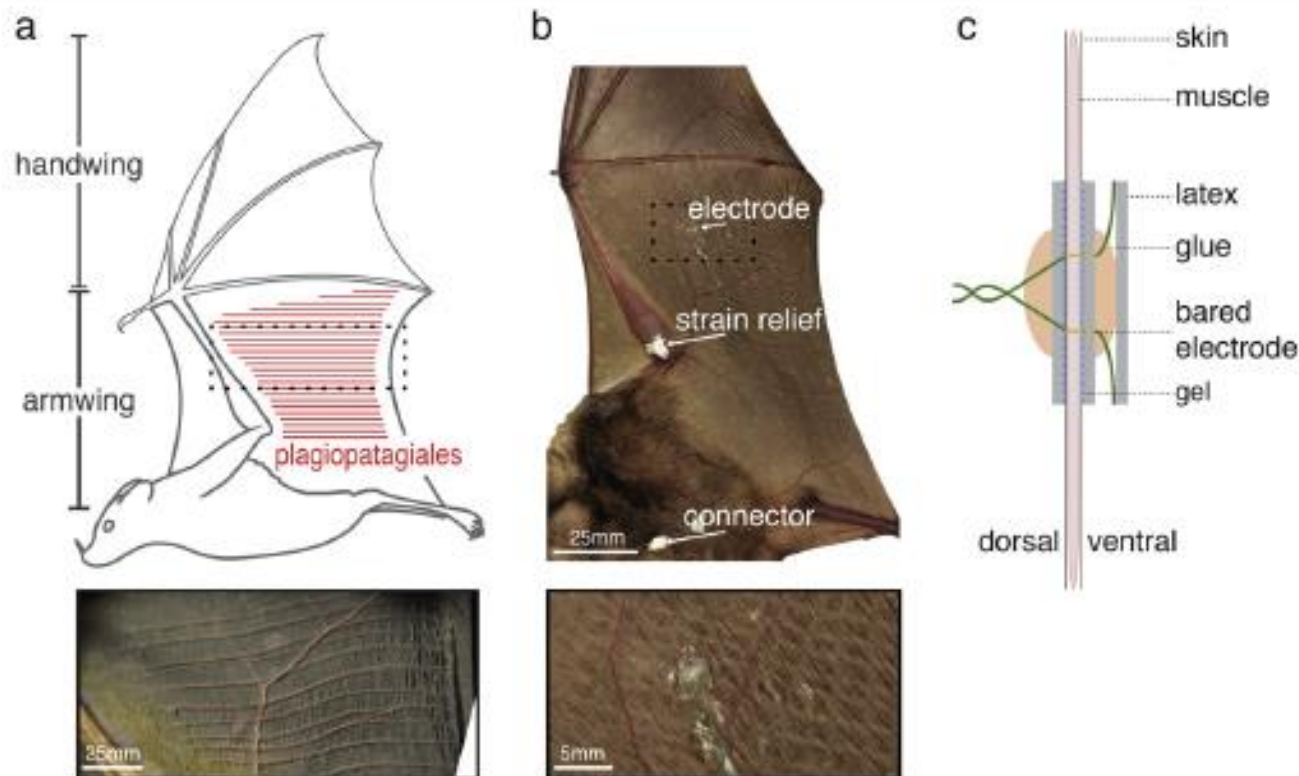 a
handwing
armwing
plagiopatagiales
25mm
b
electrode
strain relief
connector
25mm
5mm
c
skin
muscle
latex
glue
bared
electrode
gel
dorsal
ventral